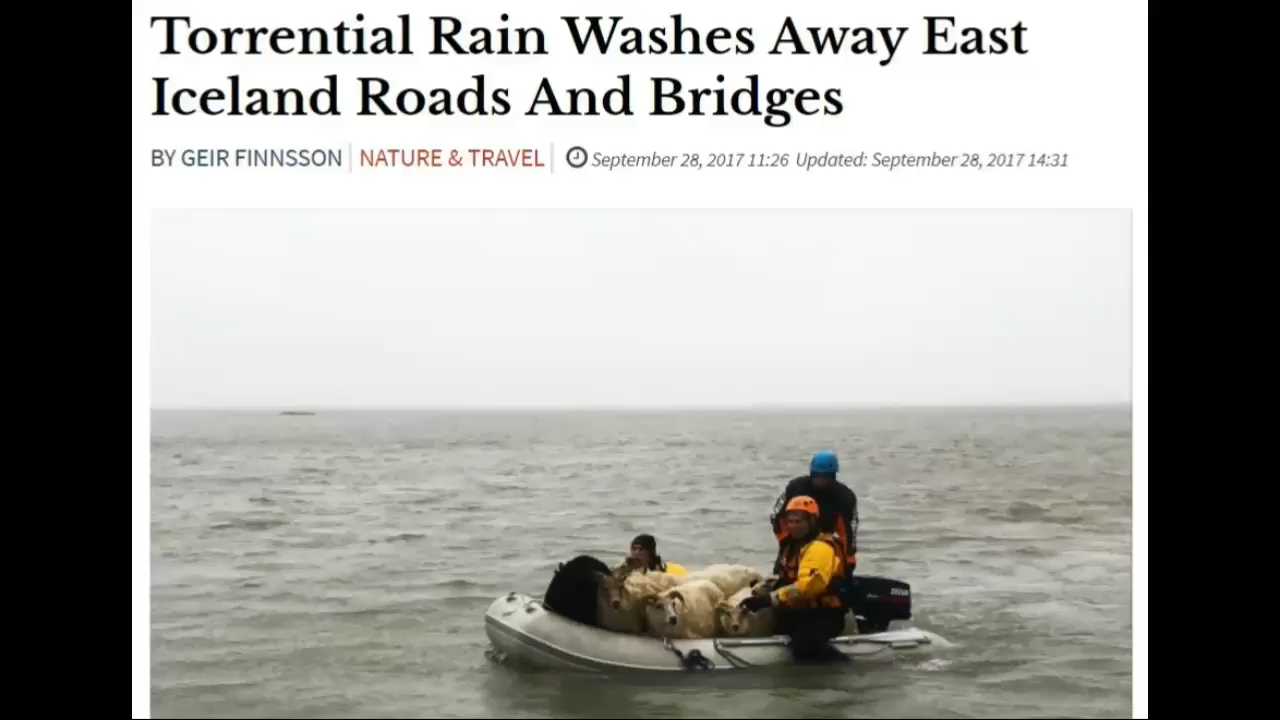 Torrential Rain Washes Away East
Iceland Roads And Bridges
BY GEIR FINNSSON NATURE & TRAVEL September 28, 2017 11:26 Updated: September 28, 2017 14:31